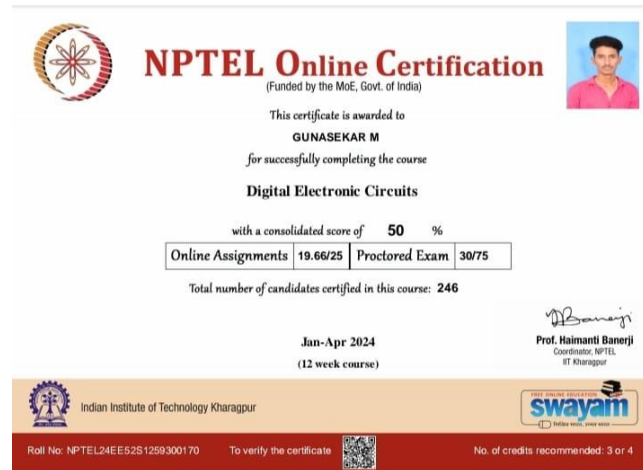 NPTEL Online Certification
(Funded by the MoE, Govt. of India)
This certificate is awarded to
GUNASEKAR M
for successfully completing the course
Digital Electronic Circuits
with a consolidated score of 50 %
Online Assignments 19.66/25 Proctored Exam 30/75
Total number of candidates certified in this course: 246
Jan-Apr 2024
(12 week course)
Prof. Haimanti Banerji
Coordinator, NPTEL
IIT Kharagpur
Indian Institute of Technology Kharagpur
FREE ONLINE EDUCATION
swayam
Roll No: NPTEL24EE52S1259300170 To verify the certificate No. of credits recommended: 3 or 4